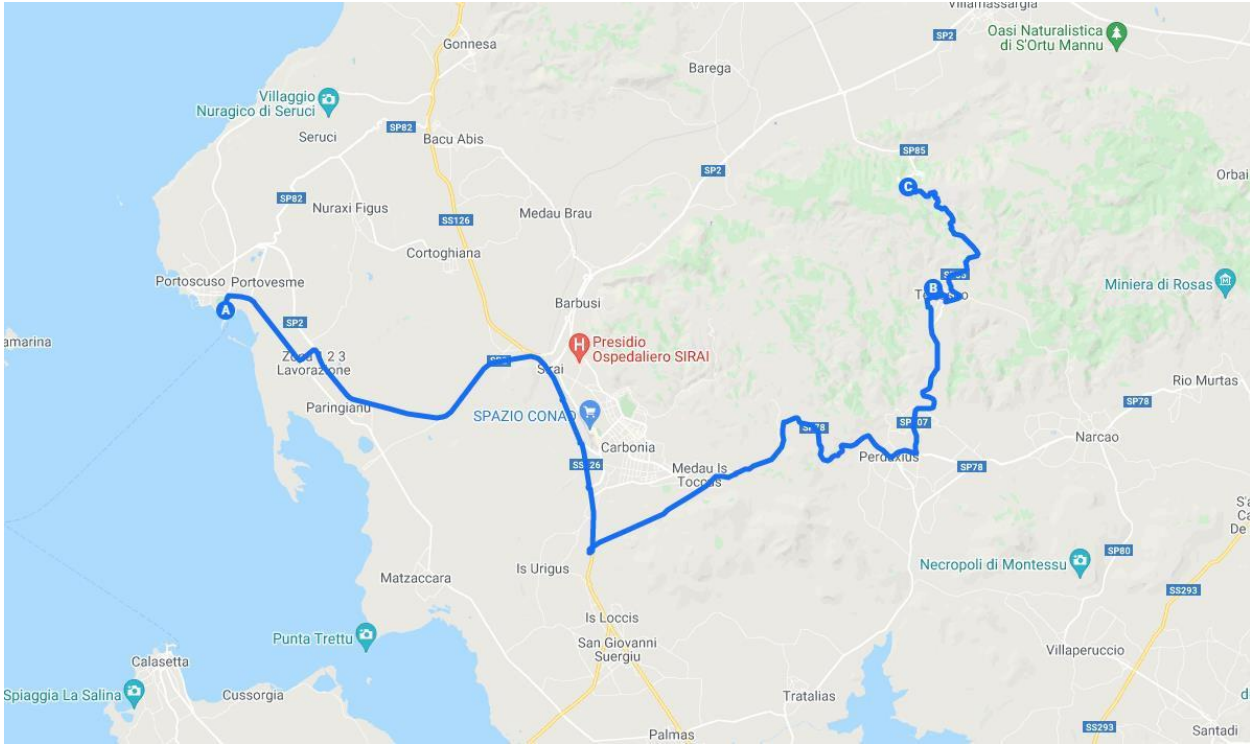 Villamassargia
Oasi Naturalistica
di S'Ortu Mannu
SP2
Gonnesa
Barega
Villaggio
Nuragico di Seruci
Seruci
SP82
Bacu Abis
SP85
SP2
Orbai
SP82
Nuraxi Figus
Medau Brau
SS126
C
Cortoghiana
Portoscuso
Portovesme
B
Miniera di Rosas
Barbusi
A
SP2
amarina
Presidio
Ospedaliero SIRAI
H
Lavorazione
Sirai
Rio Murtas
Paringianu
SP78
SPAZIO CONAD
Narcao
Carbonia
Perdaxius
SP78
Medau Is
Toccus
SP80
Necropoli di Montessu
SS293
Is Urigus
Matzaccara
Is Loccis
San Giovanni
Suergiu
Punta Trettu
Villaperuccio
Calasetta
Spiaggia La Salina
Cussorgia
Tratalias
d
SS293
Santadi
Palmas